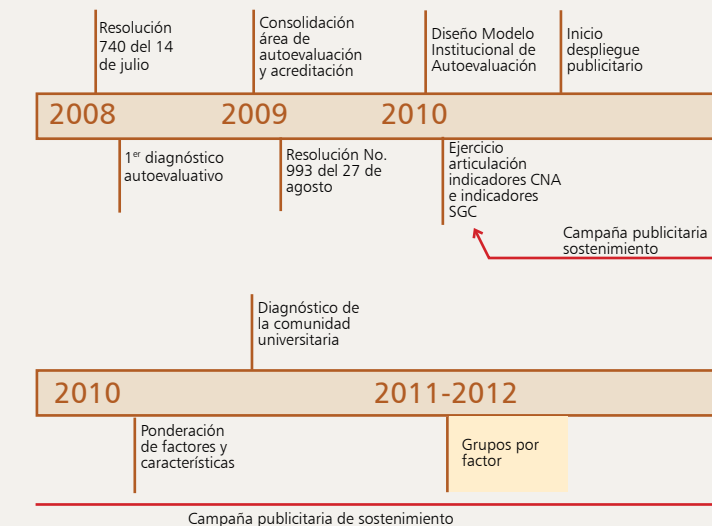 Resolución
740 del 14
de julio
Consolidación
área de
autoevaluación
y acreditación
Diseño Modelo
Institucional de
Autoevaluación
Inicio
despliegue
publicitario
2008
2009
2010
1er diagnóstico
autoevaluativo
Resolución No.
993 del 27 de
agosto
Ejercicio
articulación
indicadores CNA
e indicadores
SGC
Campaña publicitaria
sostenimiento
Diagnóstico de
la comunidad
universitaria
2010
2011-2012
Ponderación
de factores y
características
Grupos por
factor
Campaña publicitaria de sostenimiento